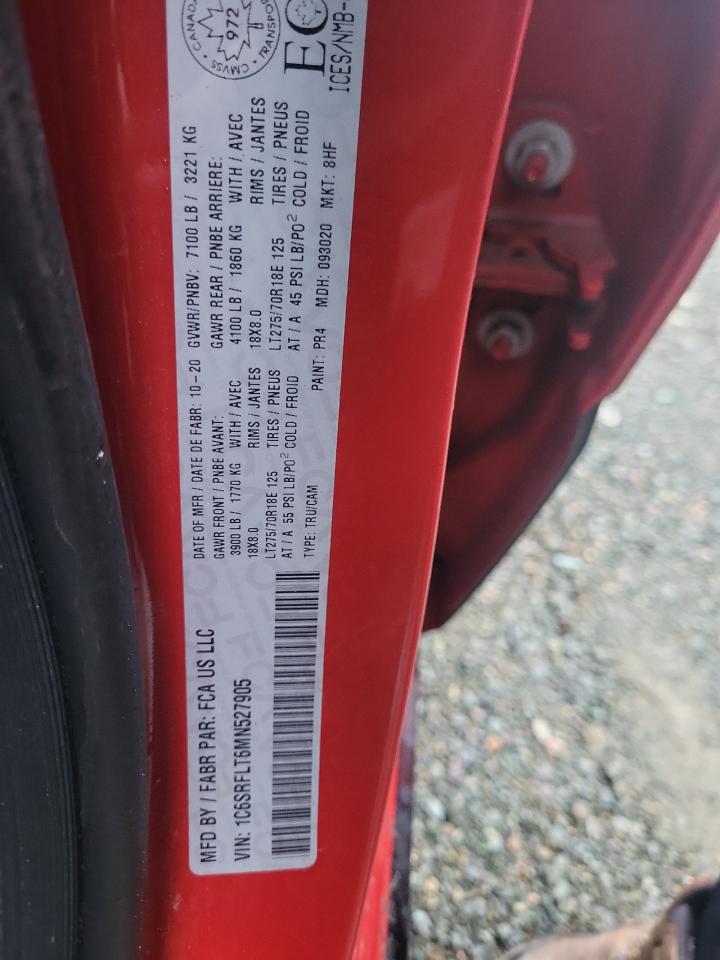 MFD BY / FABR PAR: FCA US LLC
DATE OF MFR / DATE DE FABR: 10-20 GVWR/PNBV: 7100 LB / 3221 KG
GAWR FRONT / PNBE AVANT: GAWR REAR / PNBE ARRIERE:
3900 LB / 1770 KG WITH / AVEC 4100 LB / 1860 KG WITH / AVEC
18X8.0 RIMS / JANTES 18X8.0 RIMS / JANTES
LT275/70R18E 125 TIRES / PNEUS LT275/70R18E 125 TIRES / PNEUS
AT / A 55 PSI LB/PO² COLD / FROID AT / A 45 PSI LB/PO² COLD / FROID
VIN: 1C6SRFLT6MN527905
TYPE: TRU/CAM PAINT: PR4 MDH: 093020 MKT: 8HF
CANADA
972
TRANSPO
CMVSS
EC
ICES/NMB-